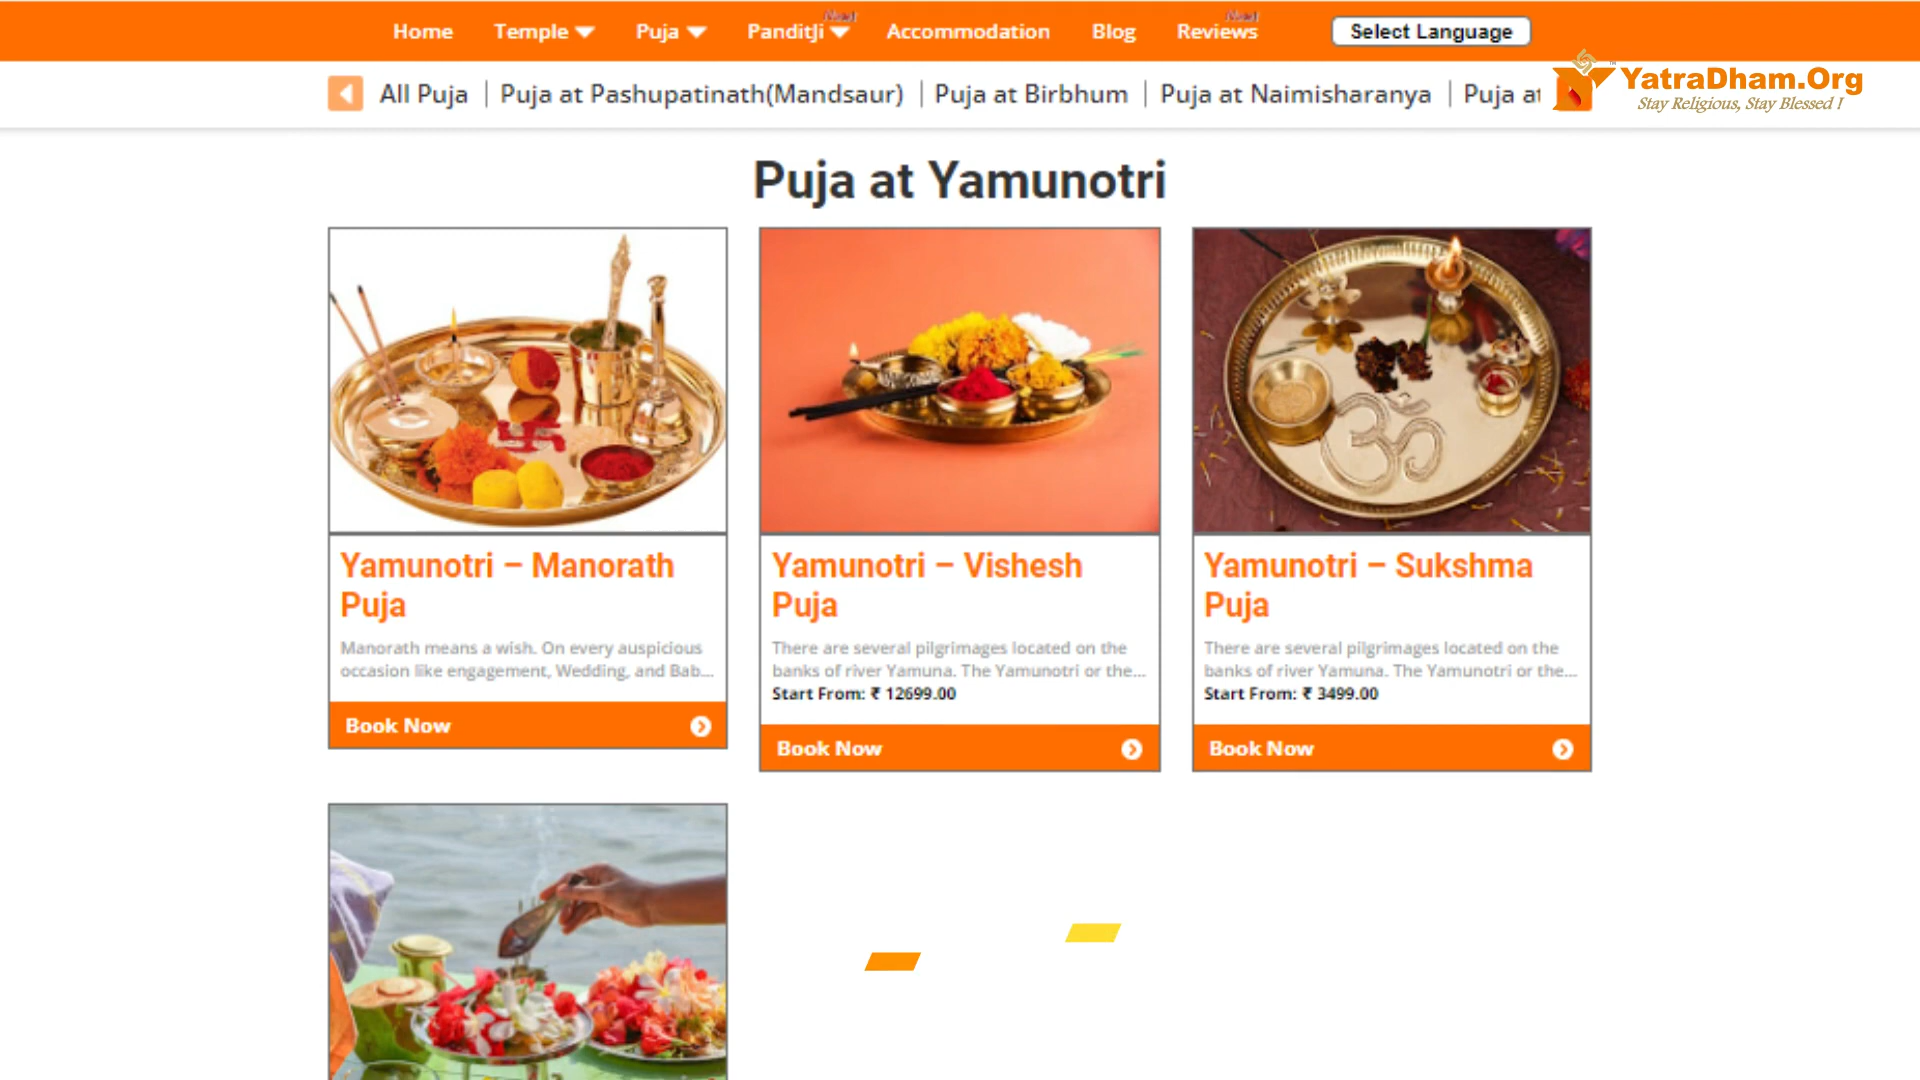 Home
Temple
Puja
PanditJi
New!
Accommodation
Blog
Reviews
New!
Select Language
All Puja
Puja at Pashupatinath(Mandsaur)
Puja at Birbhum
Puja at Naimisharanya
Puja at
YatraDham.Org
Stay Religious, Stay Blessed !
Puja at Yamunotri
Yamunotri – Manorath
Puja
Manorath means a wish. On every auspicious
occasion like engagement, Wedding, and Bab...
Book Now
Yamunotri – Vishesh
Puja
There are several pilgrimages located on the
banks of river Yamuna. The Yamunotri or the...
Start From: ₹ 12699.00
Book Now
Yamunotri – Sukshma
Puja
There are several pilgrimages located on the
banks of river Yamuna. The Yamunotri or the...
Start From: ₹ 3499.00
Book Now
ॐ